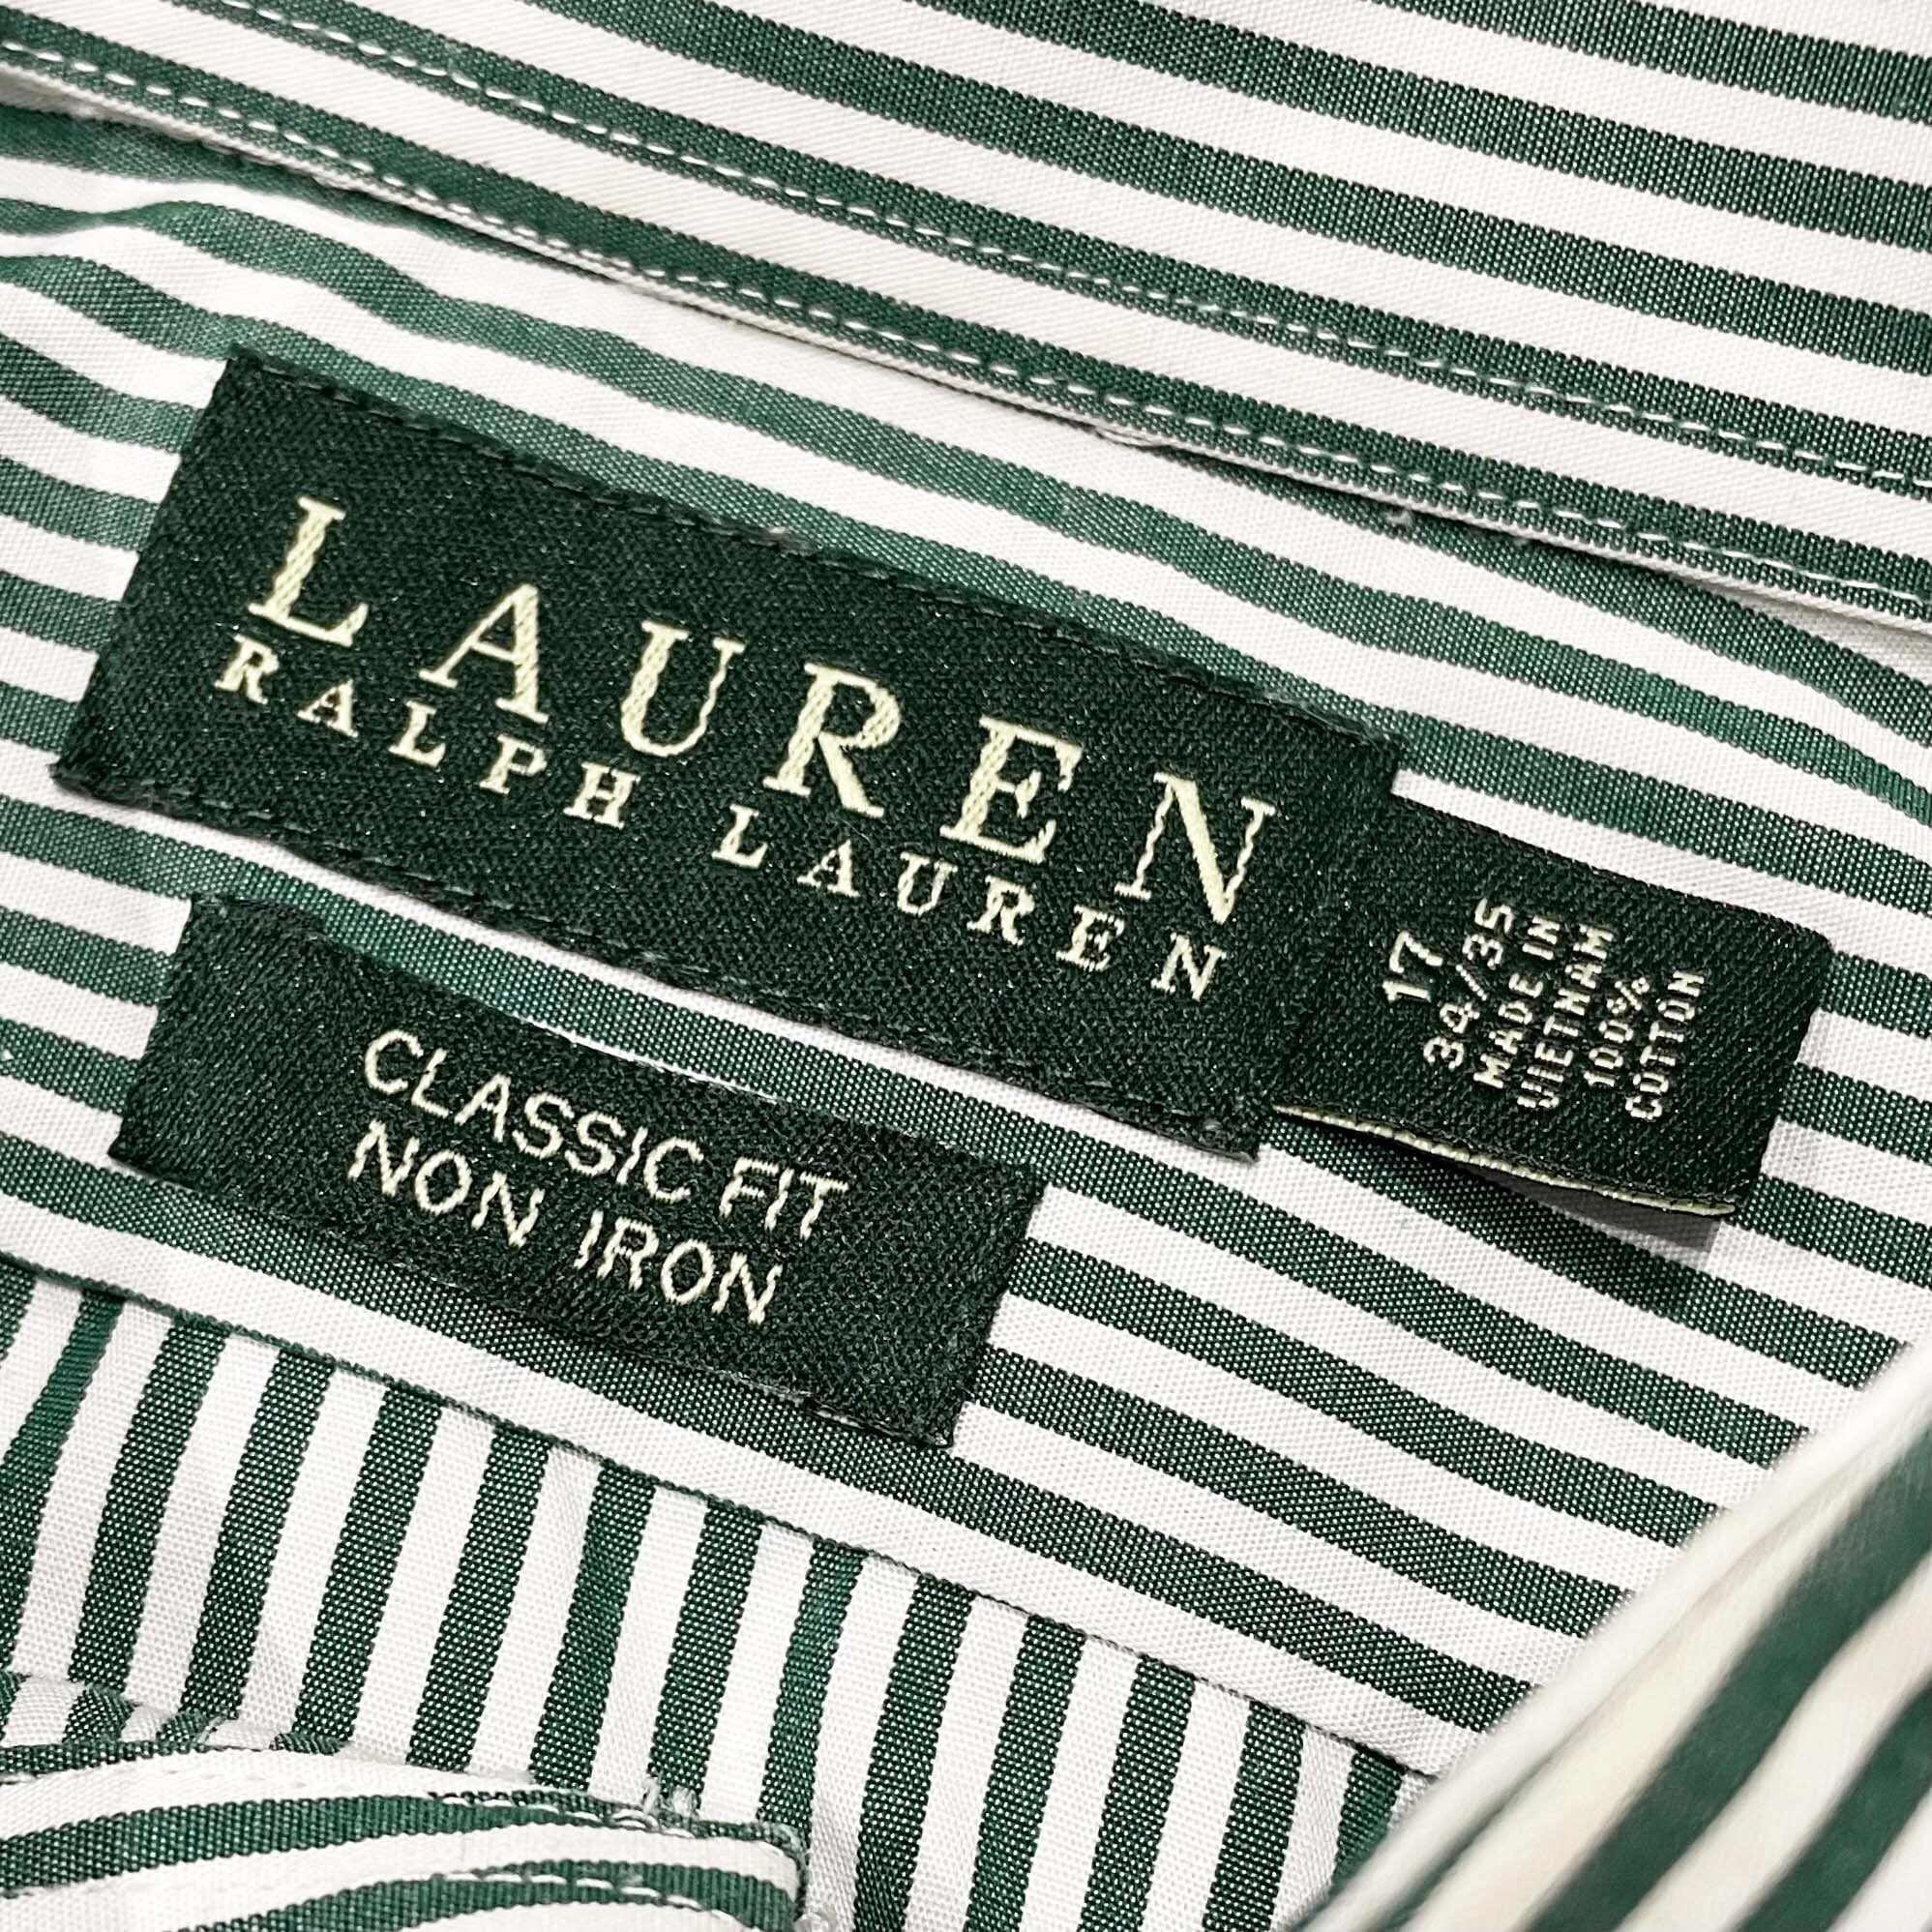 LAUREN
RALPH LAUREN
17
34/35
MADE IN
VIETNAM
100%
COTTON
CLASSIC FIT
NON IRON